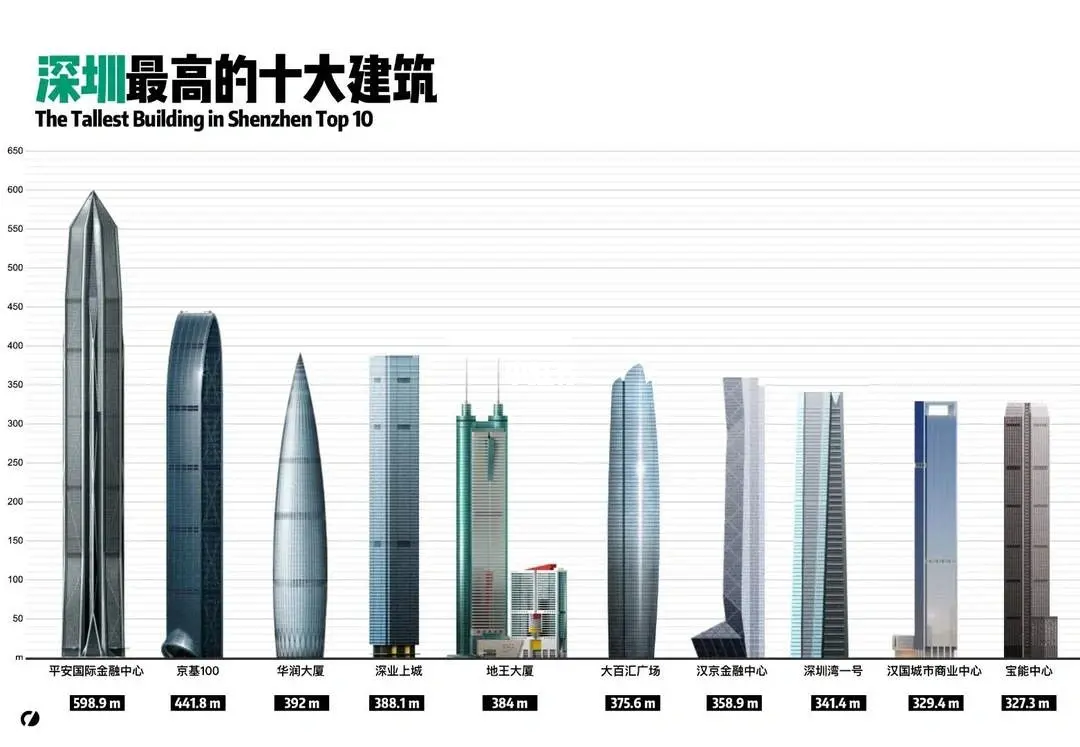 深圳最高的十大建筑
The Tallest Building in Shenzhen Top 10
650
600
550
500
450
400
350
300
250
200
150
100
50
m
平安国际金融中心 京基100 华润大厦 深业上城 地王大厦 大百汇广场 汉京金融中心 深圳湾一号 汉国城市商业中心 宝能中心
598.9 m 441.8 m 392 m 388.1 m 384 m 375.6 m 358.9 m 341.4 m 329.4 m 327.3 m